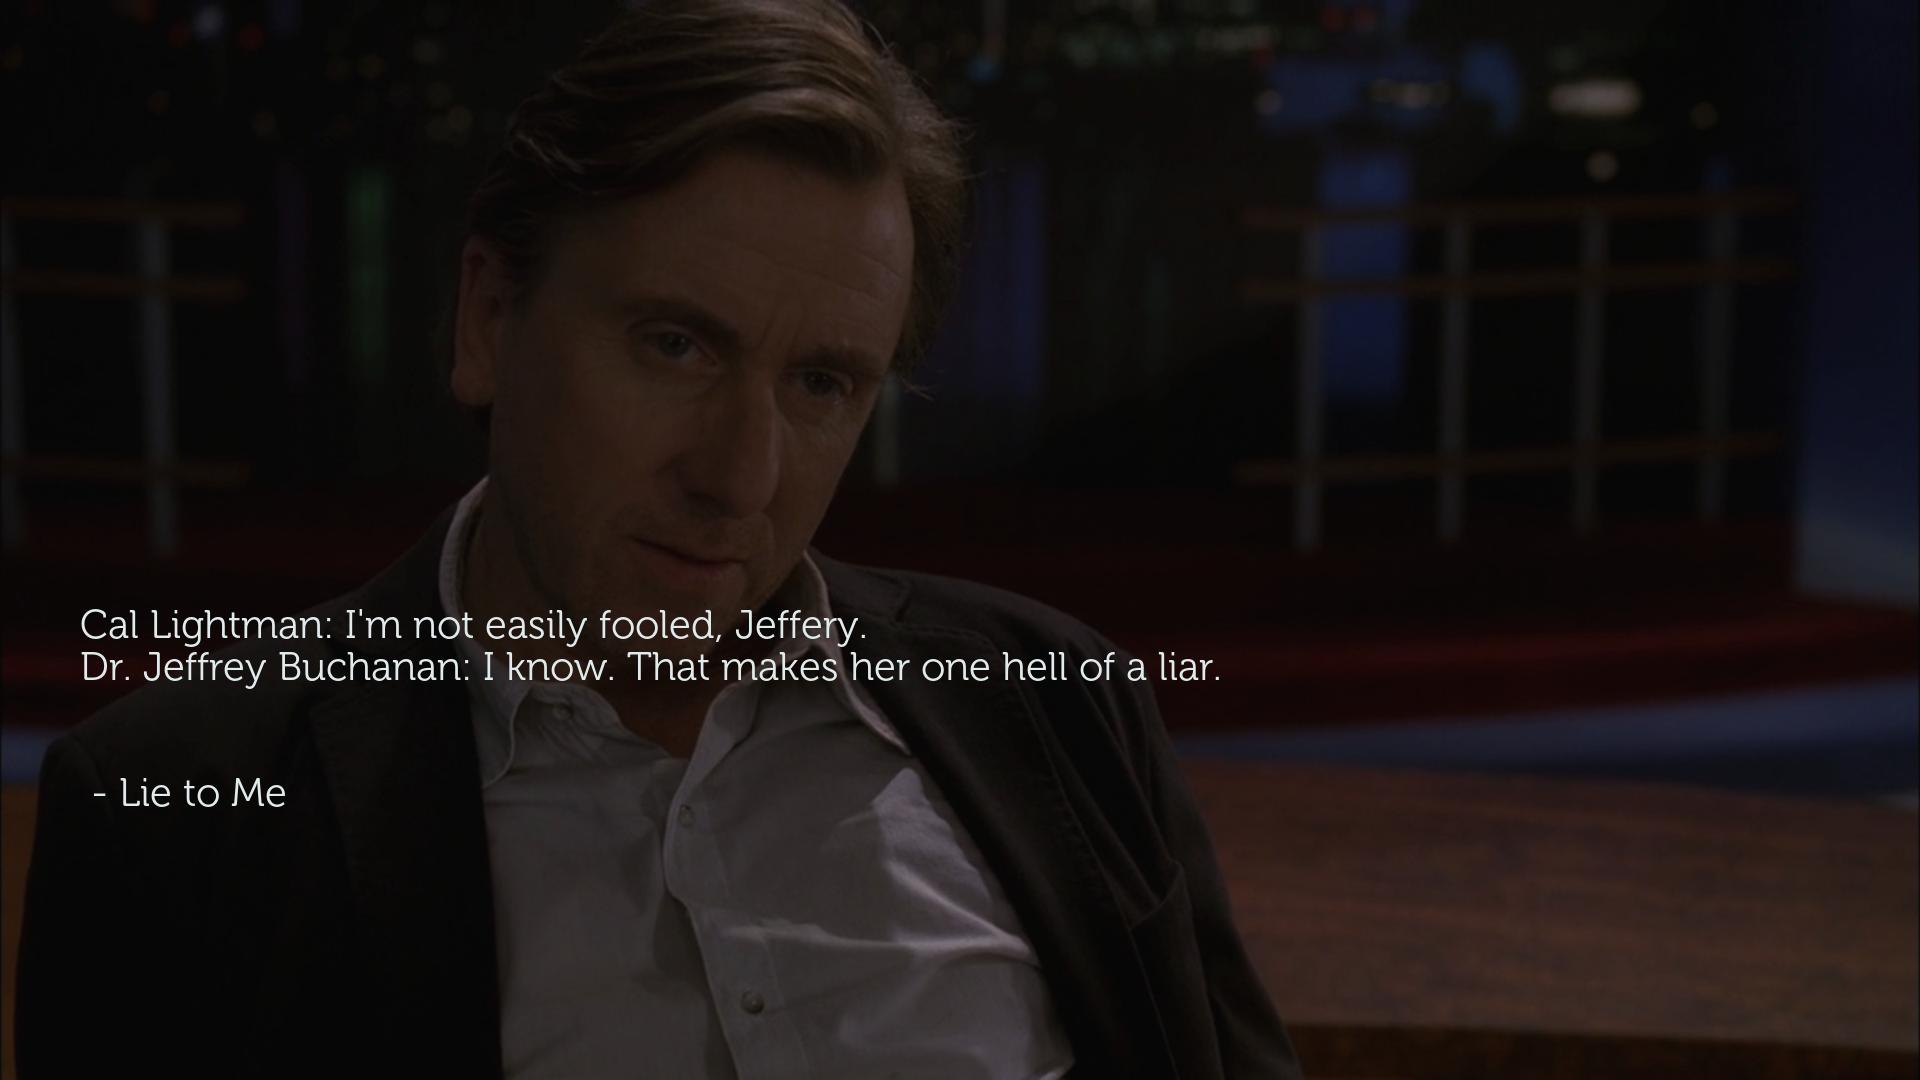 Cal Lightman: I'm not easily fooled, Jeffery.
Dr. Jeffrey Buchanan: I know. That makes her one hell of a liar.
- Lie to Me